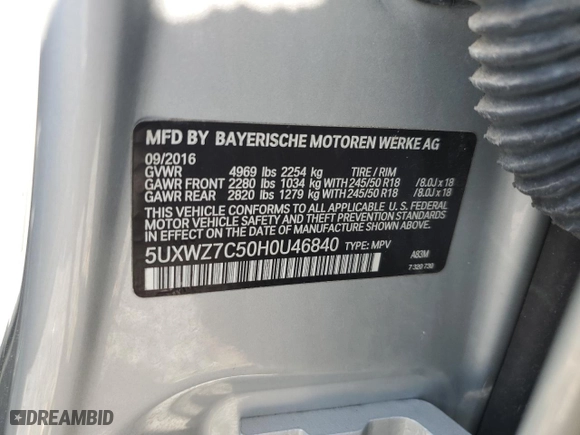 MFD BY BAYERISCHE MOTOREN WERKE AG
09/2016
GVWR 4969 lbs 2254 kg TIRE / RIM
GAWR FRONT 2280 lbs 1034 kg WITH 245/50 R18 /8.0J x 18
GAWR REAR 2820 lbs 1279 kg WITH 245/50 R18 /8.0J x 18
THIS VEHICLE CONFORMS TO ALL APPLICABLE U. S. FEDERAL
MOTOR VEHICLE SAFETY AND THEFT PREVENTION STANDARDS
IN EFFECT ON THE DATE OF MANUFACTURE SHOWN ABOVE.
5UXWZ7C50H0U46840 TYPE: MPV
A83M
7 320 730
DREAMBID